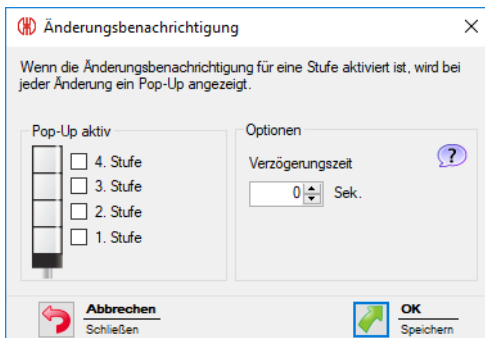 Änderungsbenachrichtigung
Wenn die Änderungsbenachrichtigung für eine Stufe aktiviert ist, wird bei
jeder Änderung ein Pop-Up angezeigt.
Pop-Up aktiv
4. Stufe
3. Stufe
2. Stufe
1. Stufe
Optionen
Verzögerungszeit
?
0 Sek.
Abbrechen
Schließen
OK
Speichern